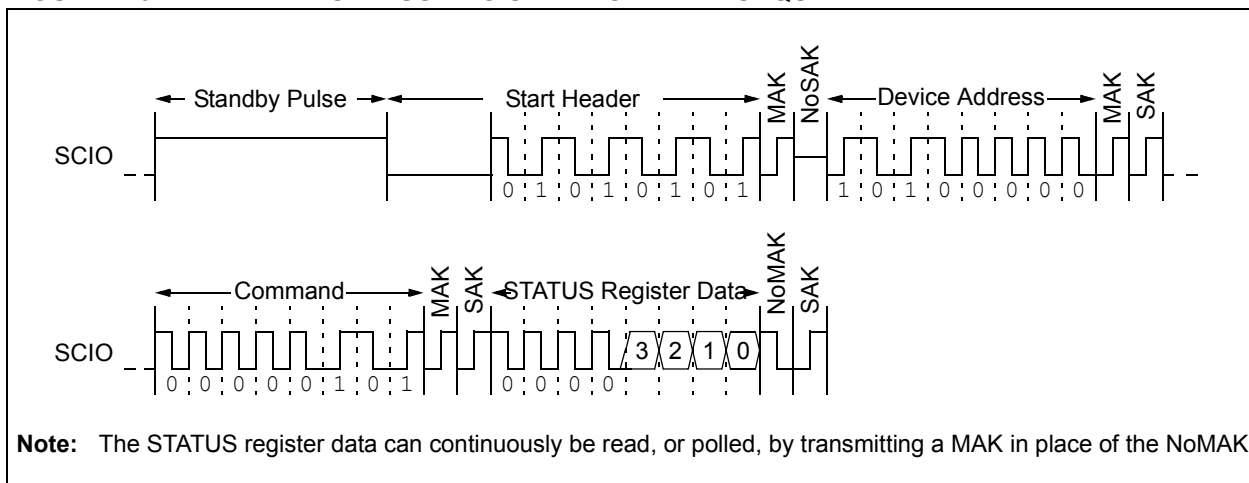 Standby Pulse
Start Header
MAK
NoSAK
Device Address
MAK
SAK
SCIO
0 1 0 1 0 1 0 1
1 0 1 0 0 0 0 0
Command
MAK
SAK
STATUS Register Data
NoMAK
SAK
SCIO
0 0 0 0 0 1 0 1
0 0 0 0
3 2 1 0
Note: The STATUS register data can continuously be read, or polled, by transmitting a MAK in place of the NoMAK